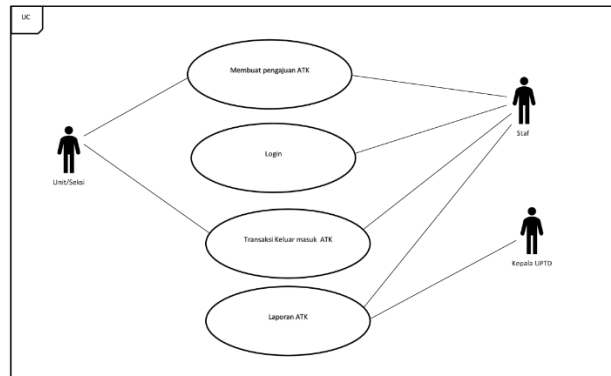 UC
Membuat pengajuan ATK
Login
Staf
Unit/Seksi
Transaksi Keluar masuk ATK
Kepala UPTD
Laporan ATK